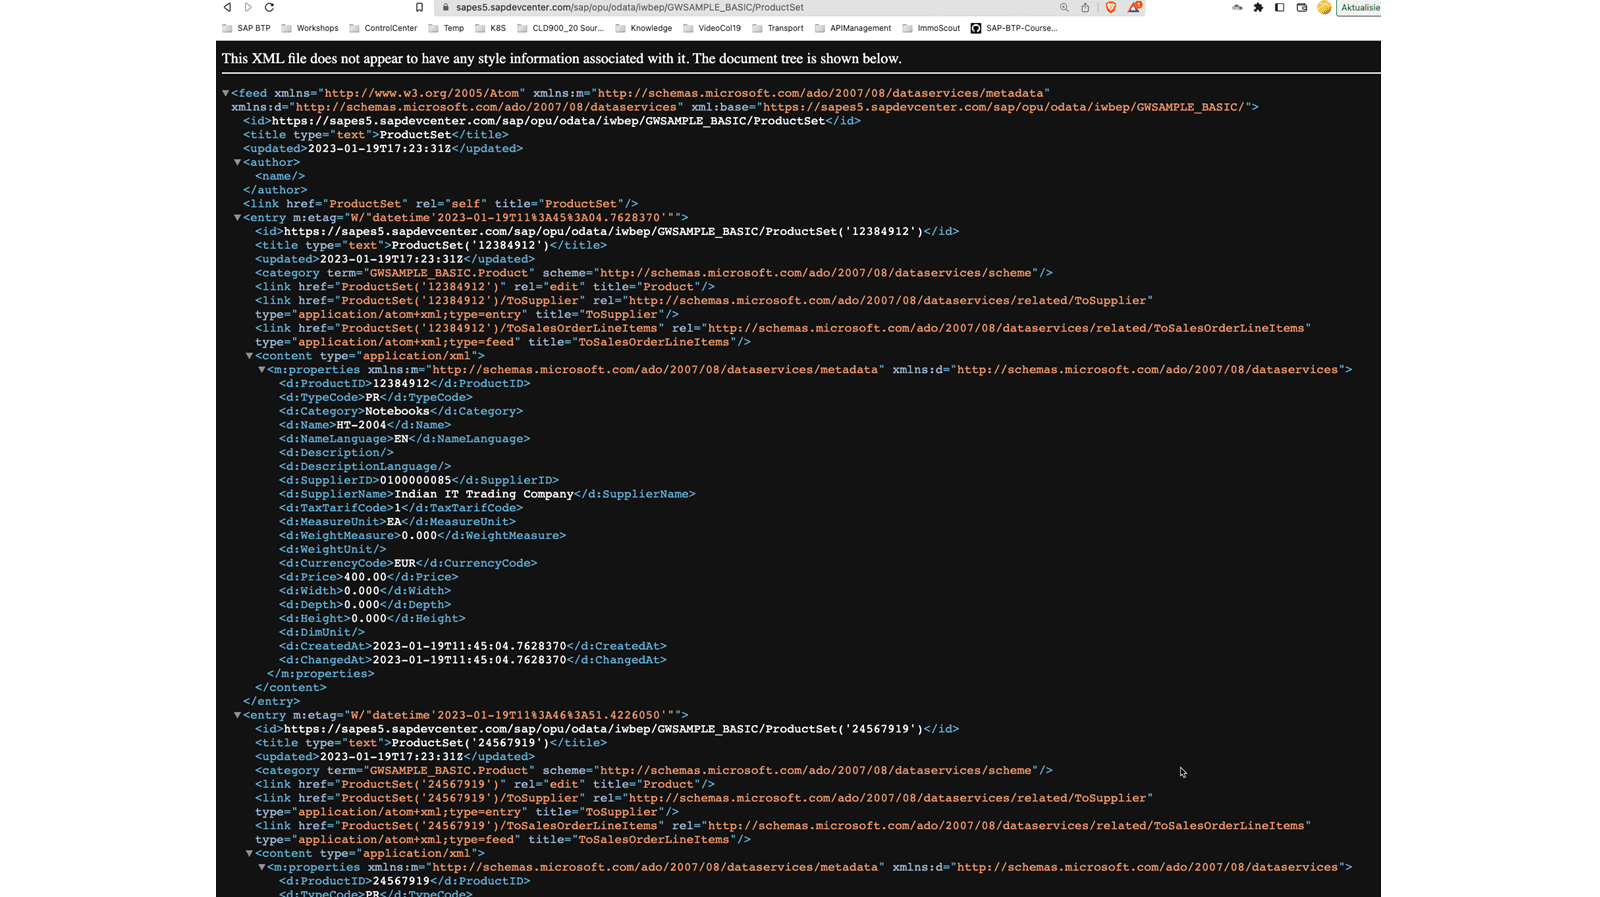 sapes5.sapdevcenter.com/sap/opu/odata/iwbep/GWSAMPLE_BASIC/ProductSet
Aktualisie
SAP BTP Workshops ControlCenter Temp K8S CLD900_20 Sour... Knowledge VideoCol19 Transport APIManagement ImmoScout SAP-BTP-Course...
This XML file does not appear to have any style information associated with it. The document tree is shown below.
▼<feed xmlns="http://www.w3.org/2005/Atom" xmlns:m="http://schemas.microsoft.com/ado/2007/08/dataservices/metadata"
xmlns:d="http://schemas.microsoft.com/ado/2007/08/dataservices" xml:base="https://sapes5.sapdevcenter.com/sap/opu/odata/iwbep/GWSAMPLE_BASIC/">
<id>https://sapes5.sapdevcenter.com/sap/opu/odata/iwbep/GWSAMPLE_BASIC/ProductSet</id>
<title type="text">ProductSet</title>
<updated>2023-01-19T17:23:31Z</updated>
▼<author>
<name/>
</author>
<link href="ProductSet" rel="self" title="ProductSet"/>
▼<entry m:etag="W/"datetime'2023-01-19T11%3A45%3A04.7628370'"">
<id>https://sapes5.sapdevcenter.com/sap/opu/odata/iwbep/GWSAMPLE_BASIC/ProductSet('12384912')</id>
<title type="text">ProductSet('12384912')</title>
<updated>2023-01-19T17:23:31Z</updated>
<category term="GWSAMPLE_BASIC.Product" scheme="http://schemas.microsoft.com/ado/2007/08/dataservices/scheme"/>
<link href="ProductSet('12384912')" rel="edit" title="Product"/>
<link href="ProductSet('12384912')/ToSupplier" rel="http://schemas.microsoft.com/ado/2007/08/dataservices/related/ToSupplier"
type="application/atom+xml;type=entry" title="ToSupplier"/>
<link href="ProductSet('12384912')/ToSalesOrderLineItems" rel="http://schemas.microsoft.com/ado/2007/08/dataservices/related/ToSalesOrderLineItems"
type="application/atom+xml;type=feed" title="ToSalesOrderLineItems"/>
▼<content type="application/xml">
▼<m:properties xmlns:m="http://schemas.microsoft.com/ado/2007/08/dataservices/metadata" xmlns:d="http://schemas.microsoft.com/ado/2007/08/dataservices">
<d:ProductID>12384912</d:ProductID>
<d:TypeCode>PR</d:TypeCode>
<d:Category>Notebooks</d:Category>
<d:Name>HT-2004</d:Name>
<d:NameLanguage>EN</d:NameLanguage>
<d:Description/>
<d:DescriptionLanguage/>
<d:SupplierID>0100000085</d:SupplierID>
<d:SupplierName>Indian IT Trading Company</d:SupplierName>
<d:TaxTarifCode>1</d:TaxTarifCode>
<d:MeasureUnit>EA</d:MeasureUnit>
<d:WeightMeasure>0.000</d:WeightMeasure>
<d:WeightUnit/>
<d:CurrencyCode>EUR</d:CurrencyCode>
<d:Price>400.00</d:Price>
<d:Width>0.000</d:Width>
<d:Depth>0.000</d:Depth>
<d:Height>0.000</d:Height>
<d:DimUnit/>
<d:CreatedAt>2023-01-19T11:45:04.7628370</d:CreatedAt>
<d:ChangedAt>2023-01-19T11:45:04.7628370</d:ChangedAt>
</m:properties>
</content>
</entry>
▼<entry m:etag="W/"datetime'2023-01-19T11%3A46%3A51.4226050'"">
<id>https://sapes5.sapdevcenter.com/sap/opu/odata/iwbep/GWSAMPLE_BASIC/ProductSet('24567919')</id>
<title type="text">ProductSet('24567919')</title>
<updated>2023-01-19T17:23:31Z</updated>
<category term="GWSAMPLE_BASIC.Product" scheme="http://schemas.microsoft.com/ado/2007/08/dataservices/scheme"/>
<link href="ProductSet('24567919')" rel="edit" title="Product"/>
<link href="ProductSet('24567919')/ToSupplier" rel="http://schemas.microsoft.com/ado/2007/08/dataservices/related/ToSupplier"
type="application/atom+xml;type=entry" title="ToSupplier"/>
<link href="ProductSet('24567919')/ToSalesOrderLineItems" rel="http://schemas.microsoft.com/ado/2007/08/dataservices/related/ToSalesOrderLineItems"
type="application/atom+xml;type=feed" title="ToSalesOrderLineItems"/>
▼<content type="application/xml">
▼<m:properties xmlns:m="http://schemas.microsoft.com/ado/2007/08/dataservices/metadata" xmlns:d="http://schemas.microsoft.com/ado/2007/08/dataservices">
<d:ProductID>24567919</d:ProductID>
<d:TypeCode>PR</d:TypeCode>